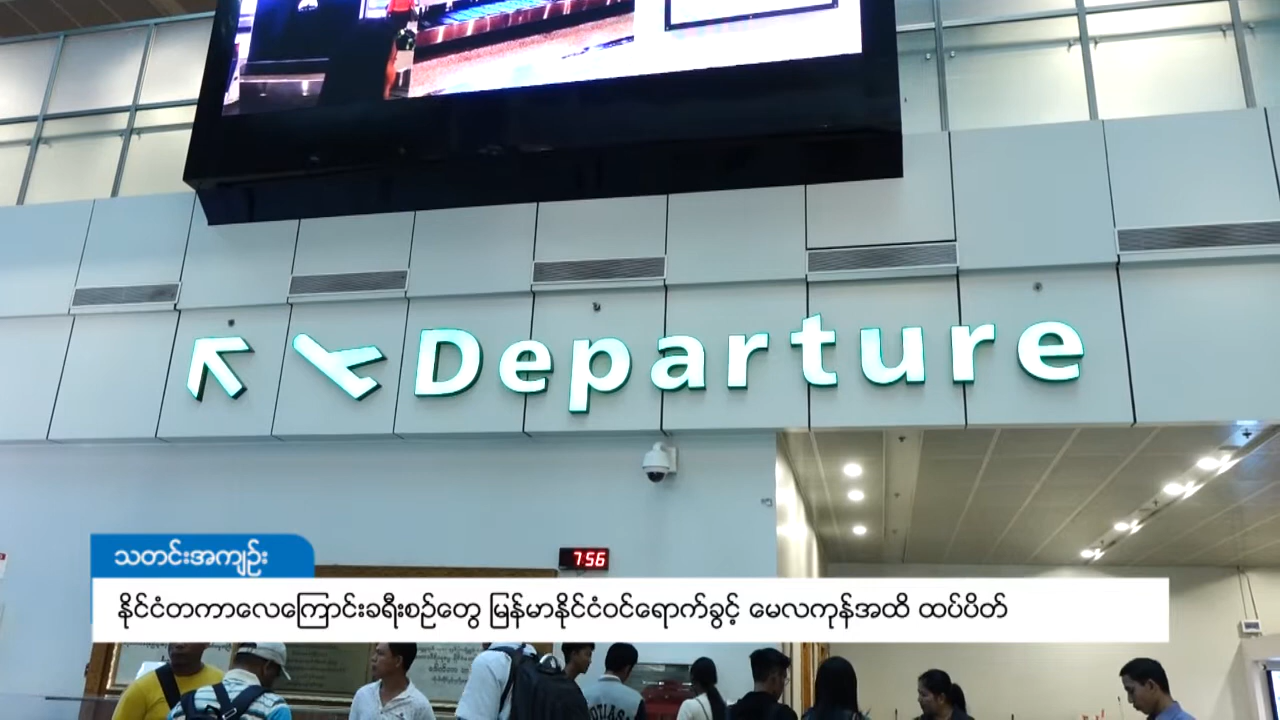 Departure
7:56
သတင်းအကျဉ်း
နိုင်ငံတကာလေကြောင်းခရီးစဉ်တွေ မြန်မာနိုင်ငံဝင်ရောက်ခွင့် မေလကုန်အထိ ထပ်ပိတ်